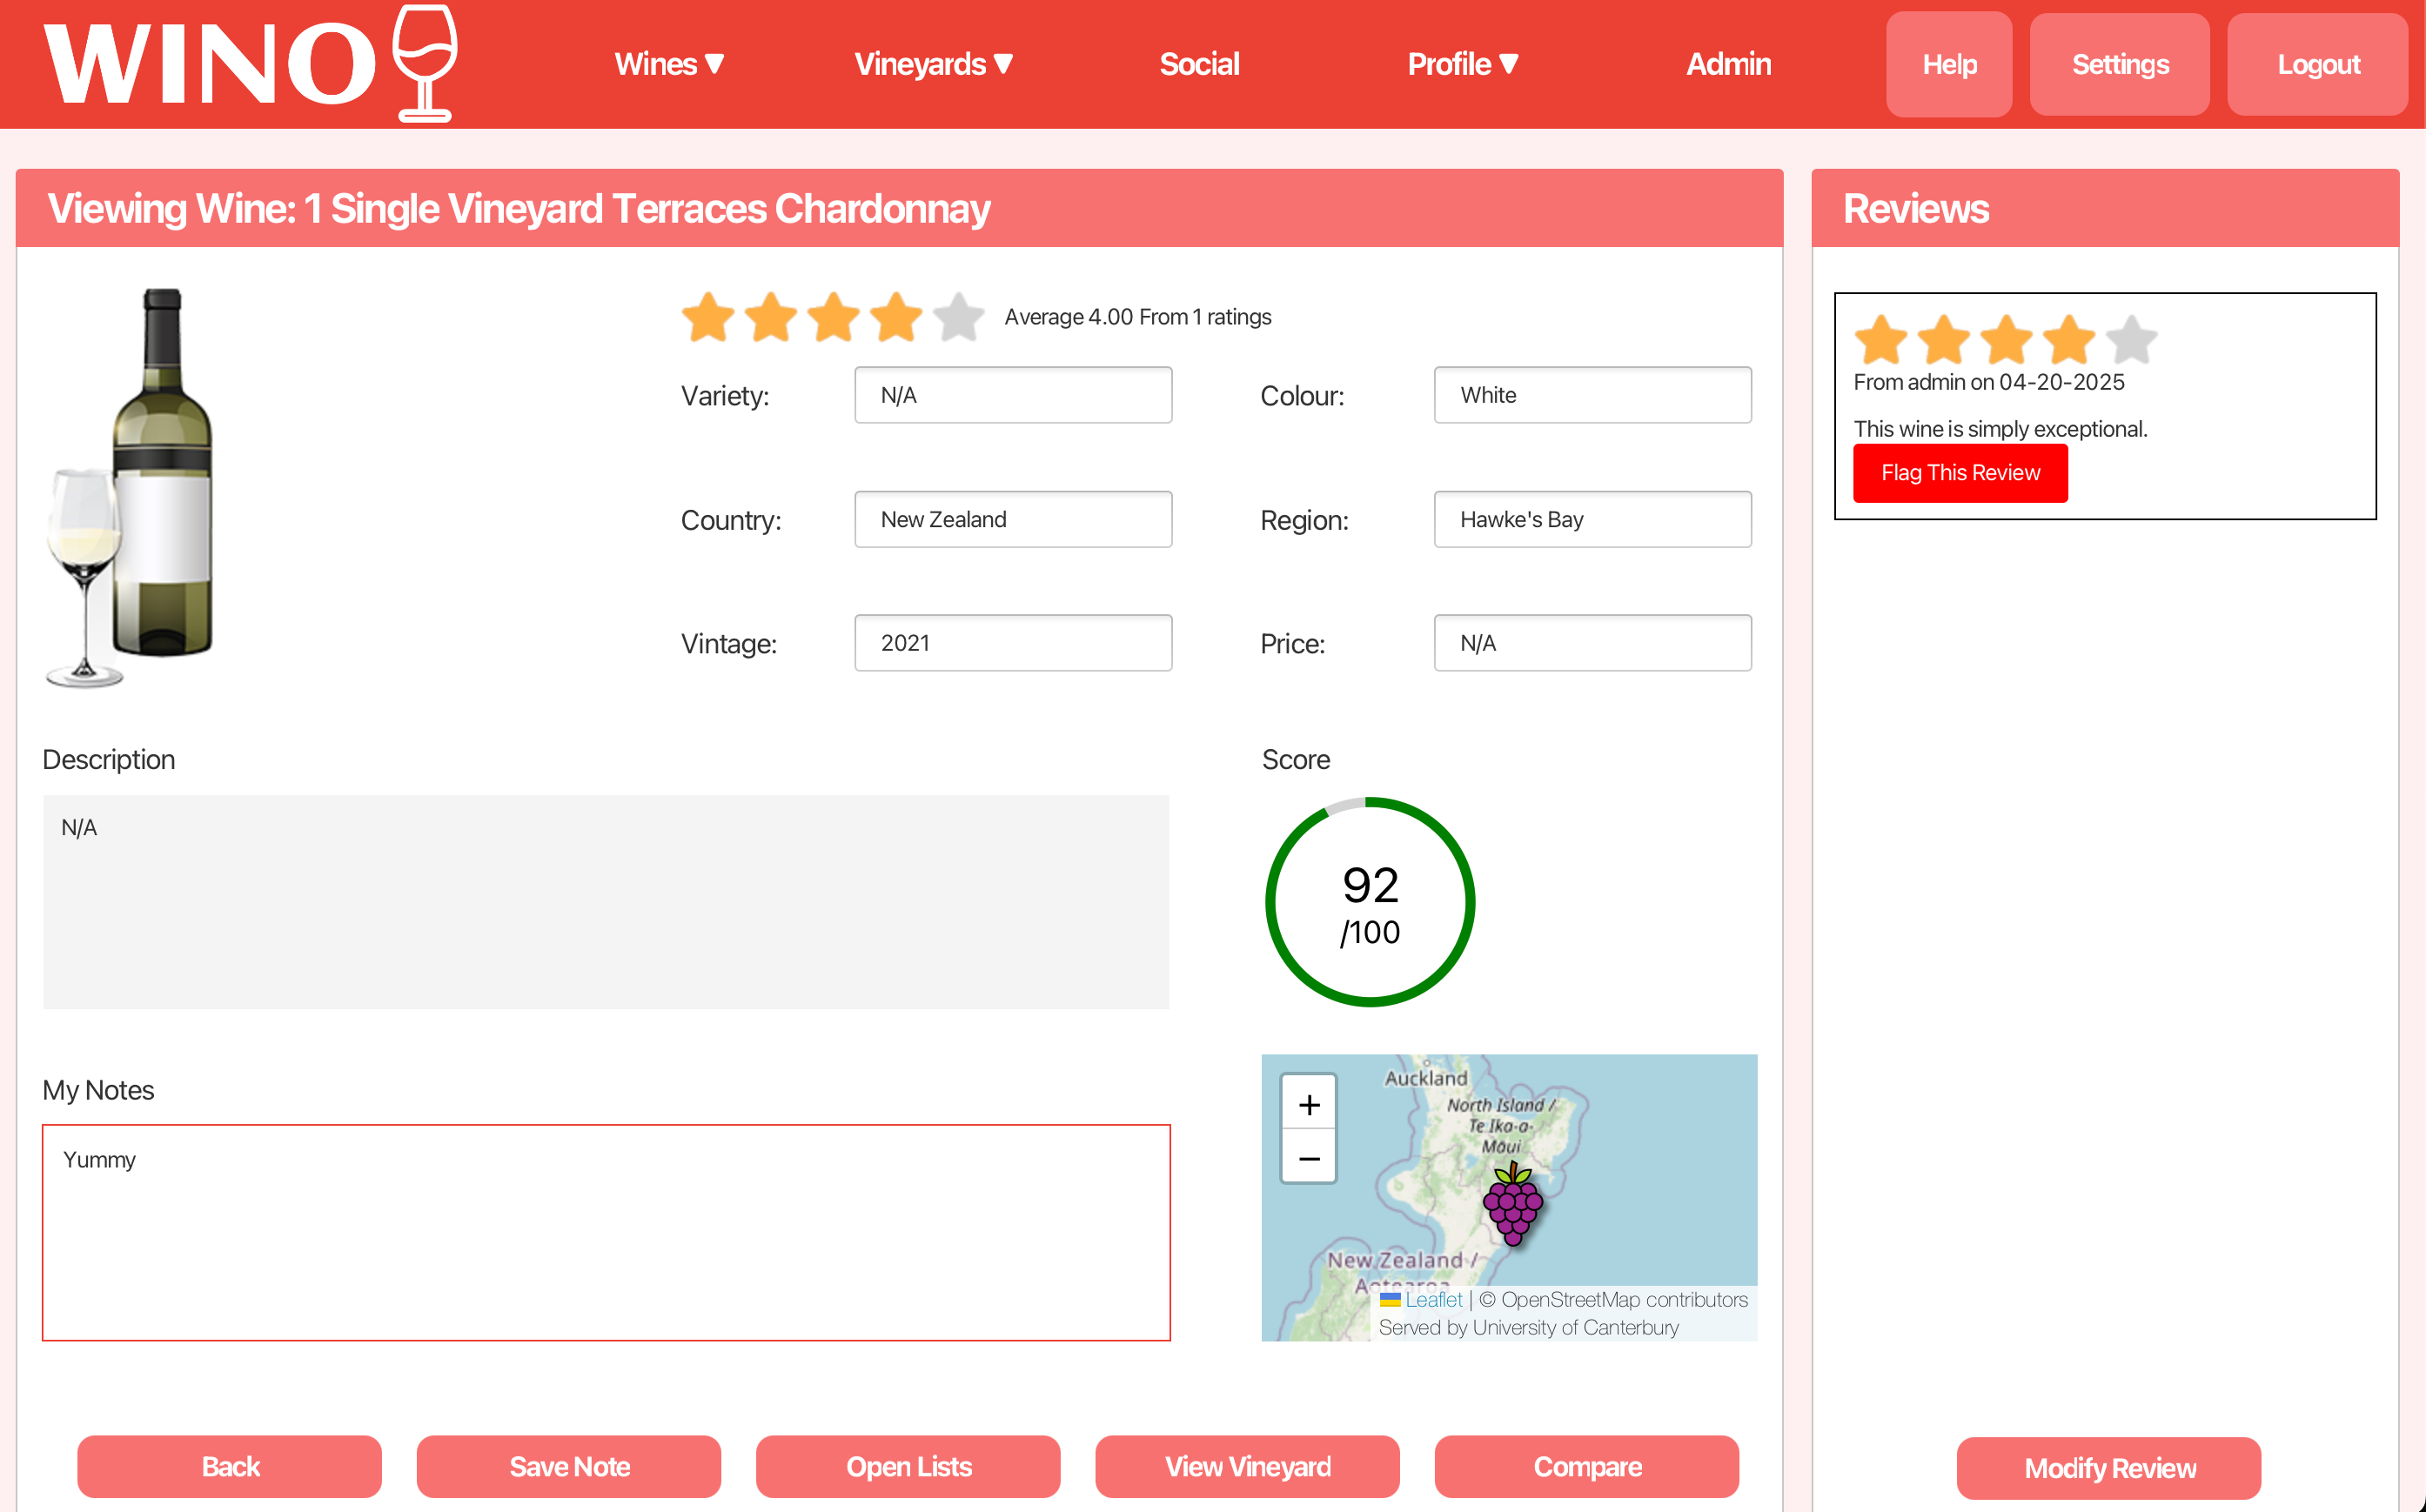 WINO
Wines ▼
Vineyards ▼
Social
Profile ▼
Admin
Help
Settings
Logout
Viewing Wine: 1 Single Vineyard Terraces Chardonnay
Average 4.00 From 1 ratings
Variety:
N/A
Colour:
White
Country:
New Zealand
Region:
Hawke's Bay
Vintage:
2021
Price:
N/A
Description
N/A
Score
92
/100
My Notes
Yummy
+
−
Auckland
North Island /
Te Ika-a-
Māui
New Zealand /
Aotearoa
Leaflet | © OpenStreetMap contributors
Served by University of Canterbury
Back
Save Note
Open Lists
View Vineyard
Compare
Reviews
From admin on 04-20-2025
This wine is simply exceptional.
Flag This Review
Modify Review